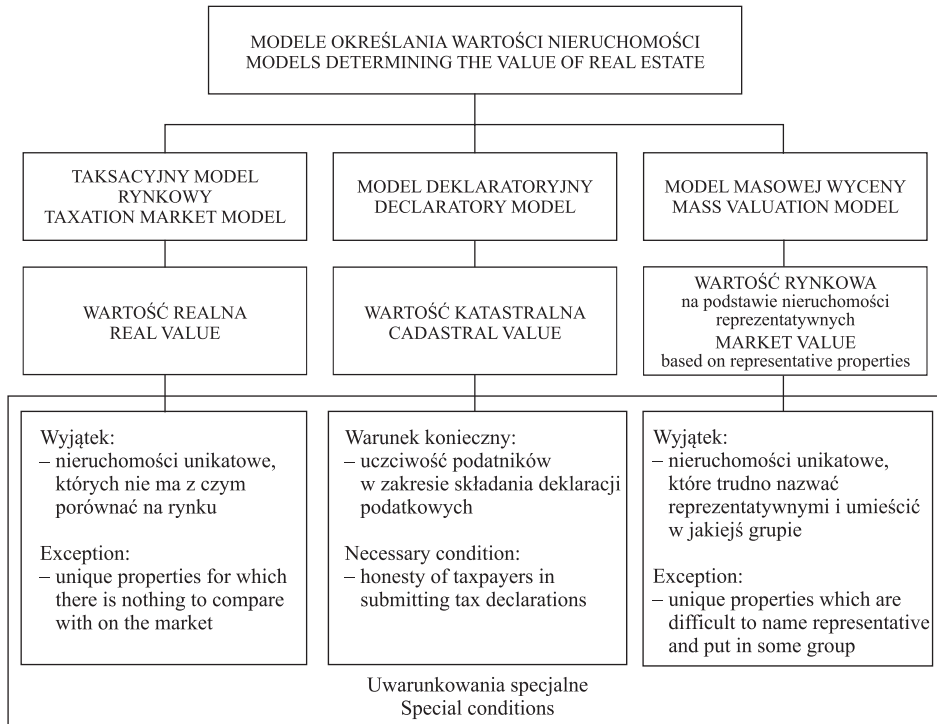 MODELE OKREŚLANIA WARTOŚCI NIERUCHOMOŚCI
MODELS DETERMINING THE VALUE OF REAL ESTATE
TAKSACYJNY MODEL
RYNKOWY
TAXATION MARKET MODEL
MODEL DEKLARATORYJNY
DECLARATORY MODEL
MODEL MASOWEJ WYCENY
MASS VALUATION MODEL
WARTOŚĆ REALNA
REAL VALUE
WARTOŚĆ KATASTRALNA
CADASTRAL VALUE
WARTOŚĆ RYNKOWA
na podstawie nieruchomości
reprezentatywnych
MARKET VALUE
based on representative properties
Wyjątek:
– nieruchomości unikatowe,
których nie ma z czym
porównać na rynku
Exception:
– unique properties for which
there is nothing to compare
with on the market
Warunek konieczny:
– uczciwość podatników
w zakresie składania deklaracji
podatkowych
Necessary condition:
– honesty of taxpayers in
submitting tax declarations
Wyjątek:
– nieruchomości unikatowe,
które trudno nazwać
reprezentatywnymi i umieścić
w jakiejś grupie
Exception:
– unique properties which are
difficult to name representative
and put in some group
Uwarunkowania specjalne
Special conditions